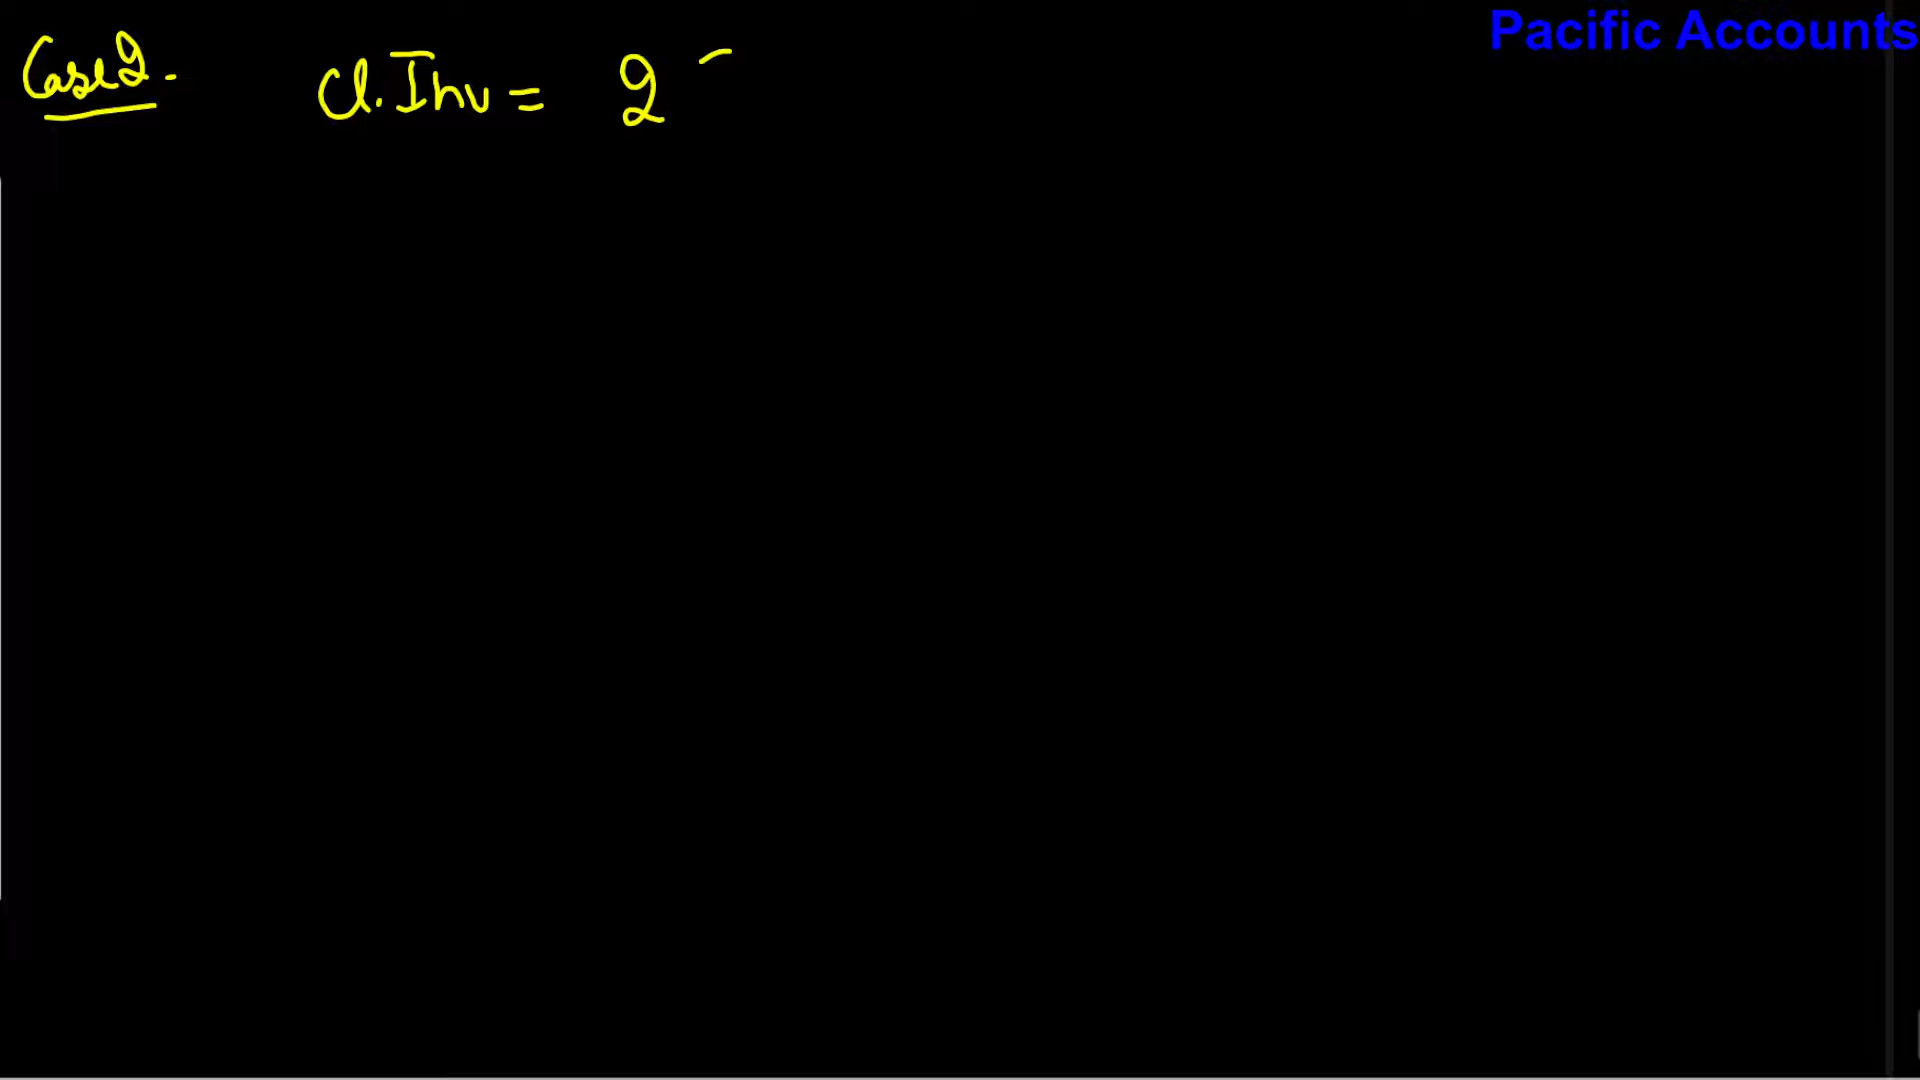 Pacific Accounts
Case 2. Cl. Inv = 2